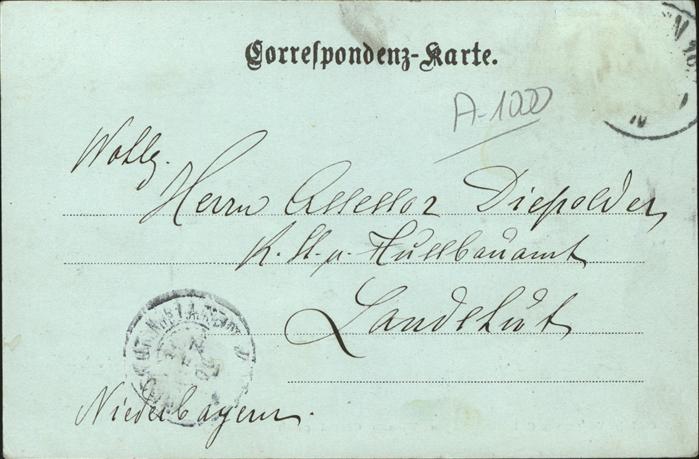 Correspondenz-Karte.
A-1000
Wohlg.
Herrn Assessor Diepolder
K. St. u. Flussbauamt
Landshut
Niederbayern.